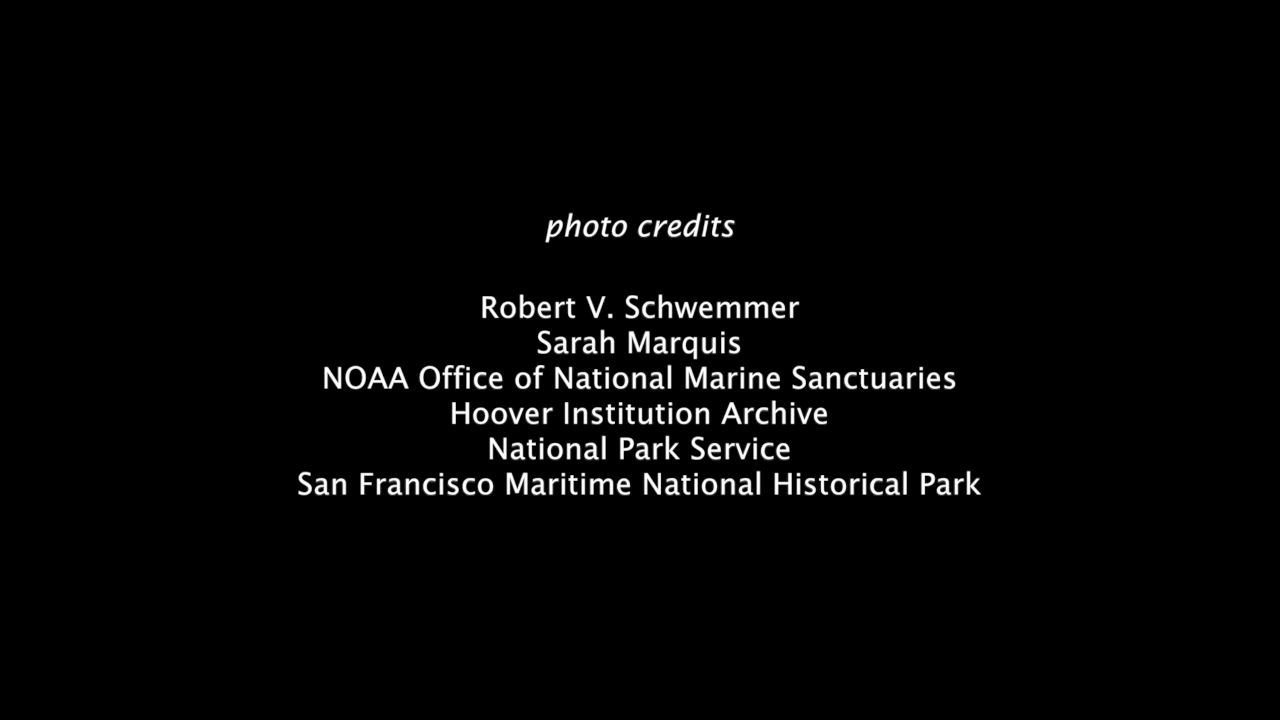 photo credits
Robert V. Schwemmer
Sarah Marquis
NOAA Office of National Marine Sanctuaries
Hoover Institution Archive
National Park Service
San Francisco Maritime National Historical Park